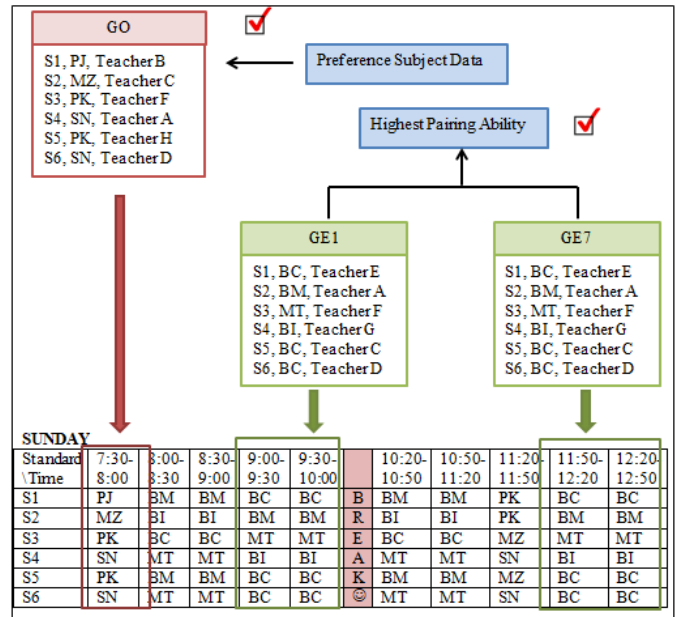 GO
S1, PJ, Teacher B
S2, MZ, Teacher C
S3, PK, Teacher F
S4, SN, Teacher A
S5, PK, Teacher H
S6, SN, Teacher D
Preference Subject Data
Highest Pairing Ability
GE1
S1, BC, Teacher E
S2, BM, Teacher A
S3, MT, Teacher F
S4, BI, Teacher G
S5, BC, Teacher C
S6, BC, Teacher D
GE7
S1, BC, Teacher E
S2, BM, Teacher A
S3, MT, Teacher F
S4, BI, Teacher G
S5, BC, Teacher C
S6, BC, Teacher D
SUNDAY
Standard 7:30- 8:00- 8:30- 9:00- 9:30- 10:20- 10:50- 11:20- 11:50- 12:20-
\Time 8:00 8:30 9:00 9:30 10:00 10:50 11:20 11:50 12:20 12:50
S1 PJ BM BM BC BC B BM BM PK BC BC
S2 MZ BI BI BM BM R BI BI PK BM BM
S3 PK BC BC MT MT E BC BC MZ MT MT
S4 SN MT MT BI BI A MT MT SN BI BI
S5 PK BM BM BC BC K BM BM MZ BC BC
S6 SN MT MT BC BC ☺ MT MT SN BC BC